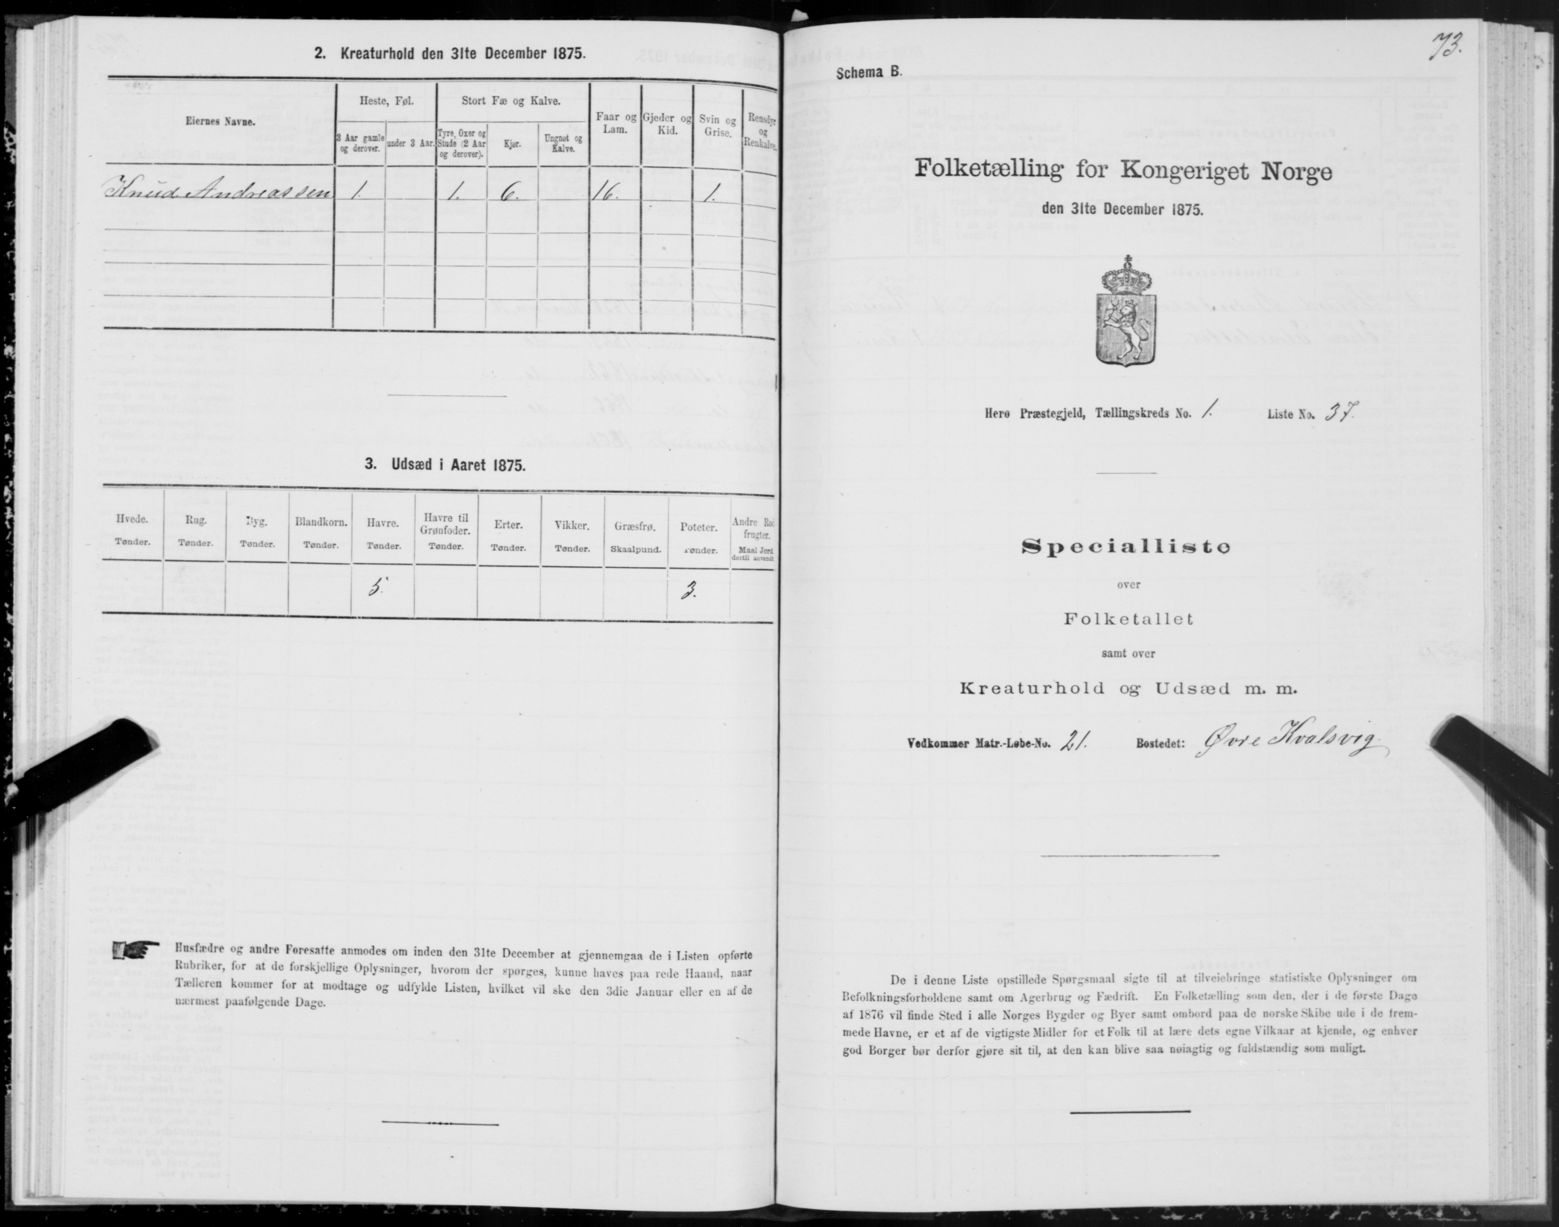 2. Kreaturhold den 31te December 1875.
Eiernes Navne.
Heste, Føl.
3 Aar gamle og derover.
under 3 Aar.
Stort Fæ og Kalve.
Tyre, Oxer og Stude (2 Aar og derover).
Kjør.
Ungnøt og Kalve.
Faar og Lam.
Gjeder og Kid.
Svin og Grise.
Rensdyr og Renkalve.
Knud Andreassen 1. 1. 6. 16. 1.
3. Udsæd i Aaret 1875.
Hvede. Rug. Byg. Blandkorn. Havre. Havre til Grønfoder. Erter. Vikker. Græsfrø. Poteter. Andre Rod frugter.
Tønder. Tønder. Tønder. Tønder. Tønder. Tønder. Tønder. Tønder. Skaalpund. Tønder. Maal Jord dertil anvendt
5. 3.
Husfædre og andre Foresatte anmodes om inden den 31te December at gjennemgaa de i Listen opførte
Rubriker, for at de forskjellige Oplysninger, hvorom der spørges, kunne haves paa rede Haand, naar
Tælleren kommer for at modtage og udfylde Listen, hvilket vil ske den 3die Januar eller en af de
nærmest paafølgende Dage.
73.
Schema B.
Folketælling for Kongeriget Norge
den 31te December 1875.
Herø Præstegjeld, Tællingskreds No. 1. Liste No. 37.
Specialliste
over
Folketallet
samt over
Kreaturhold og Udsæd m. m.
Vedkommer Matr.-Løbe-No. 21. Bostedet: Øvre Kvalsvig.
De i denne Liste opstillede Spørgsmaal sigte til at tilveiebringe statistiske Oplysninger om
Befolkningsforholdene samt om Agerbrug og Fædrift. En Folketælling som den, der i de første Dage
af 1876 vil finde Sted i alle Norges Bygder og Byer samt ombord paa de norske Skibe ude i de frem-
mede Havne, er et af de vigtigste Midler for et Folk til at lære dets egne Vilkaar at kjende, og enhver
god Borger bør derfor gjøre sit til, at den kan blive saa nøiagtig og fuldstændig som muligt.